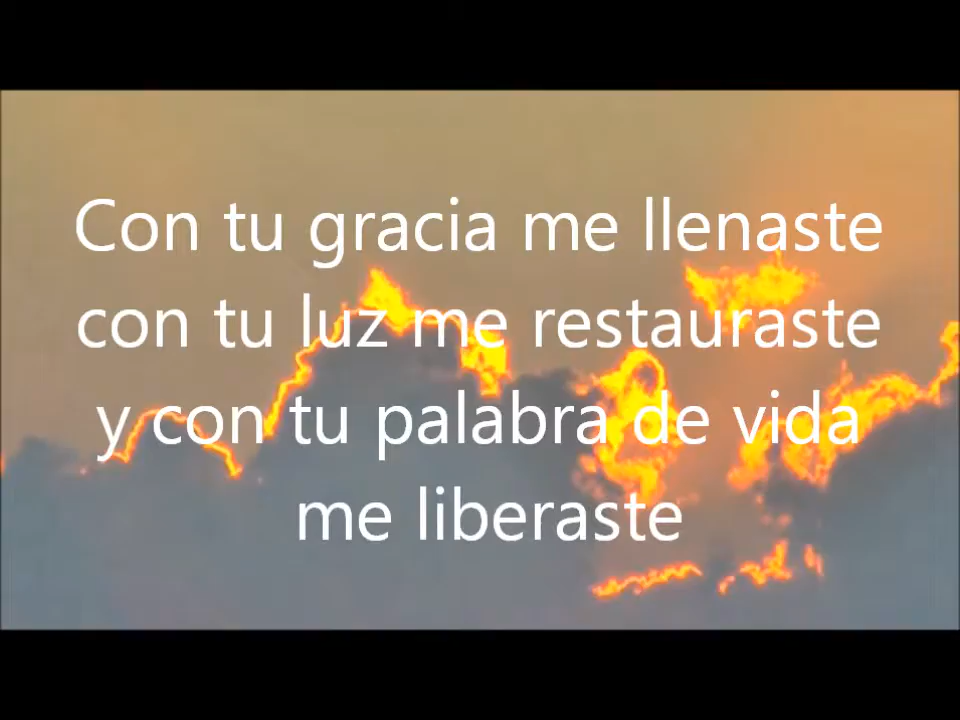 Con tu gracia me llenaste
con tu luz me restauraste
y con tu palabra de vida
me liberaste